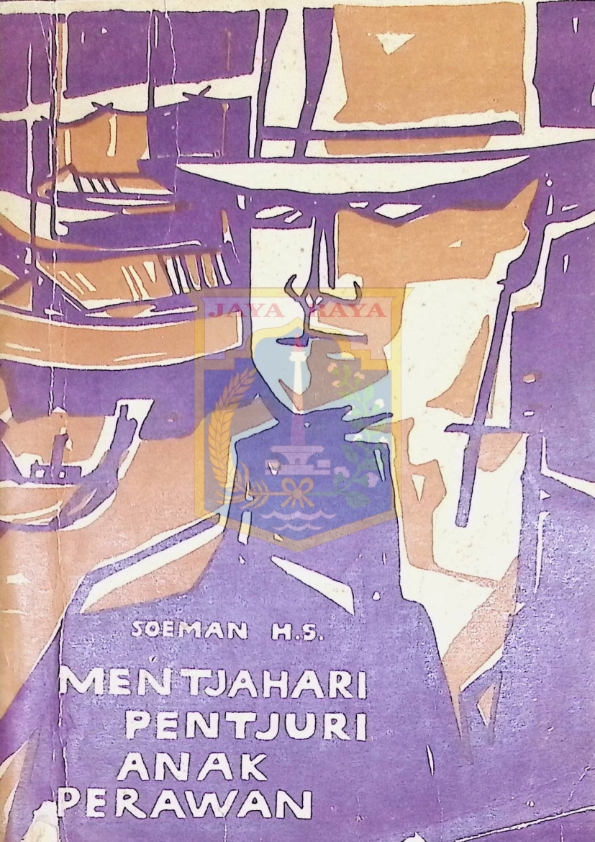 JAYA RAYA
SOEMAN H.S.
MENTJAHARI
PENTJURI
ANAK
PERAWAN